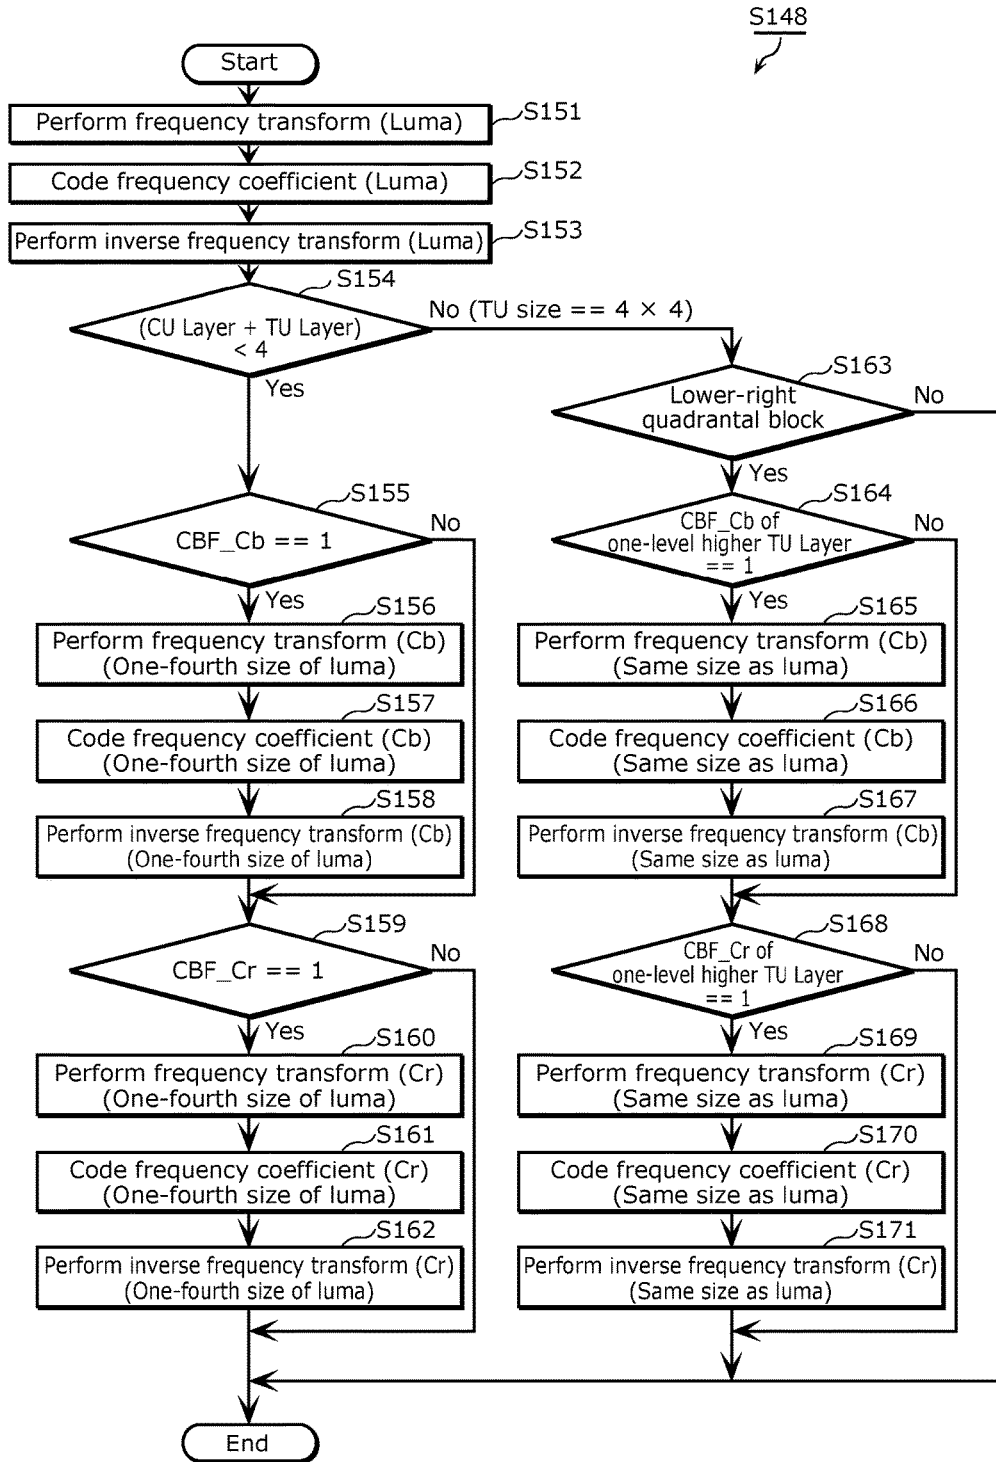 S148
Start
Perform frequency transform (Luma)
S151
Code frequency coefficient (Luma)
S152
Perform inverse frequency transform (Luma)
S153
S154
(CU Layer + TU Layer)
< 4
No (TU size == 4 × 4)
Yes
S163
Lower-right
quadrantal block
No
Yes
S155
CBF_Cb == 1
No
Yes
S156
Perform frequency transform (Cb)
(One-fourth size of luma)
S157
Code frequency coefficient (Cb)
(One-fourth size of luma)
S158
Perform inverse frequency transform (Cb)
(One-fourth size of luma)
S159
CBF_Cr == 1
No
Yes
S160
Perform frequency transform (Cr)
(One-fourth size of luma)
S161
Code frequency coefficient (Cr)
(One-fourth size of luma)
S162
Perform inverse frequency transform (Cr)
(One-fourth size of luma)
S164
CBF_Cb of
one-level higher TU Layer
== 1
No
Yes
S165
Perform frequency transform (Cb)
(Same size as luma)
S166
Code frequency coefficient (Cb)
(Same size as luma)
S167
Perform inverse frequency transform (Cb)
(Same size as luma)
S168
CBF_Cr of
one-level higher TU Layer
== 1
No
Yes
S169
Perform frequency transform (Cr)
(Same size as luma)
S170
Code frequency coefficient (Cr)
(Same size as luma)
S171
Perform inverse frequency transform (Cr)
(Same size as luma)
End